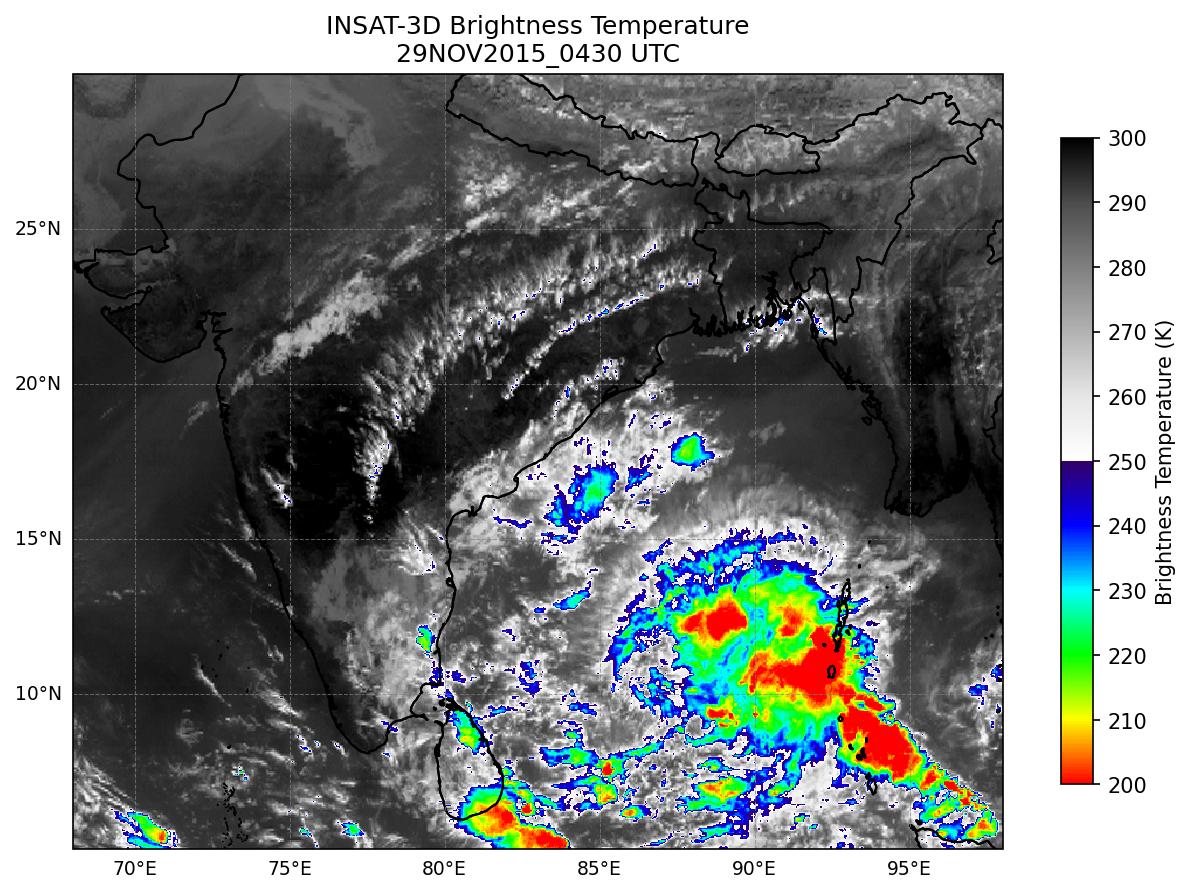 INSAT-3D Brightness Temperature
29NOV2015_0430 UTC
25°N
20°N
15°N
10°N
70°E
75°E
80°E
85°E
90°E
95°E
300
290
280
270
260
250
240
230
220
210
200
Brightness Temperature (K)